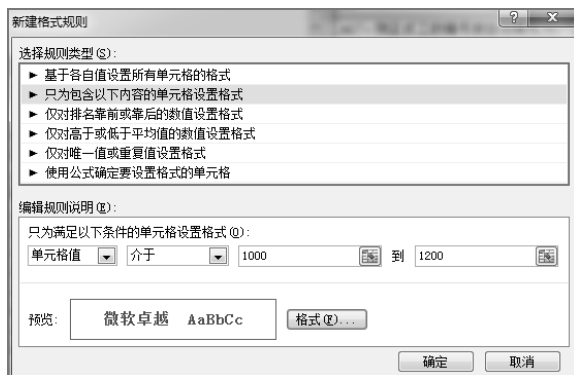 新建格式规则
选择规则类型(S):
► 基于各自值设置所有单元格的格式
► 只为包含以下内容的单元格设置格式
► 仅对排名靠前或靠后的数值设置格式
► 仅对高于或低于平均值的数值设置格式
► 仅对唯一值或重复值设置格式
► 使用公式确定要设置格式的单元格
编辑规则说明(E):
只为满足以下条件的单元格设置格式(O):
单元格值 介于 1000 到 1200
预览: 微软卓越 AaBbCc 格式(F)...
确定 取消